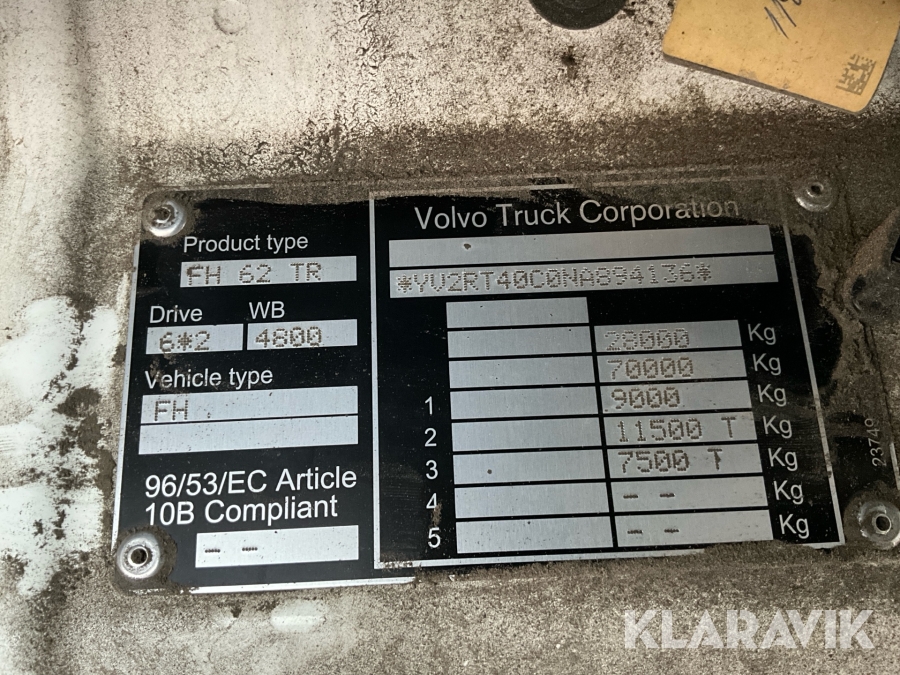 Volvo Truck Corporation
Product type
FH 62 TR
*YV2RT40C0NA894136*
Drive WB
6*2 4800
Vehicle type
FH
96/53/EC Article
10B Compliant
- -
28000 Kg
70000 Kg
1 9000 Kg
2 11500 T Kg
3 7500 T Kg
4 - - Kg
5 - - Kg
23749
KLARAVIK